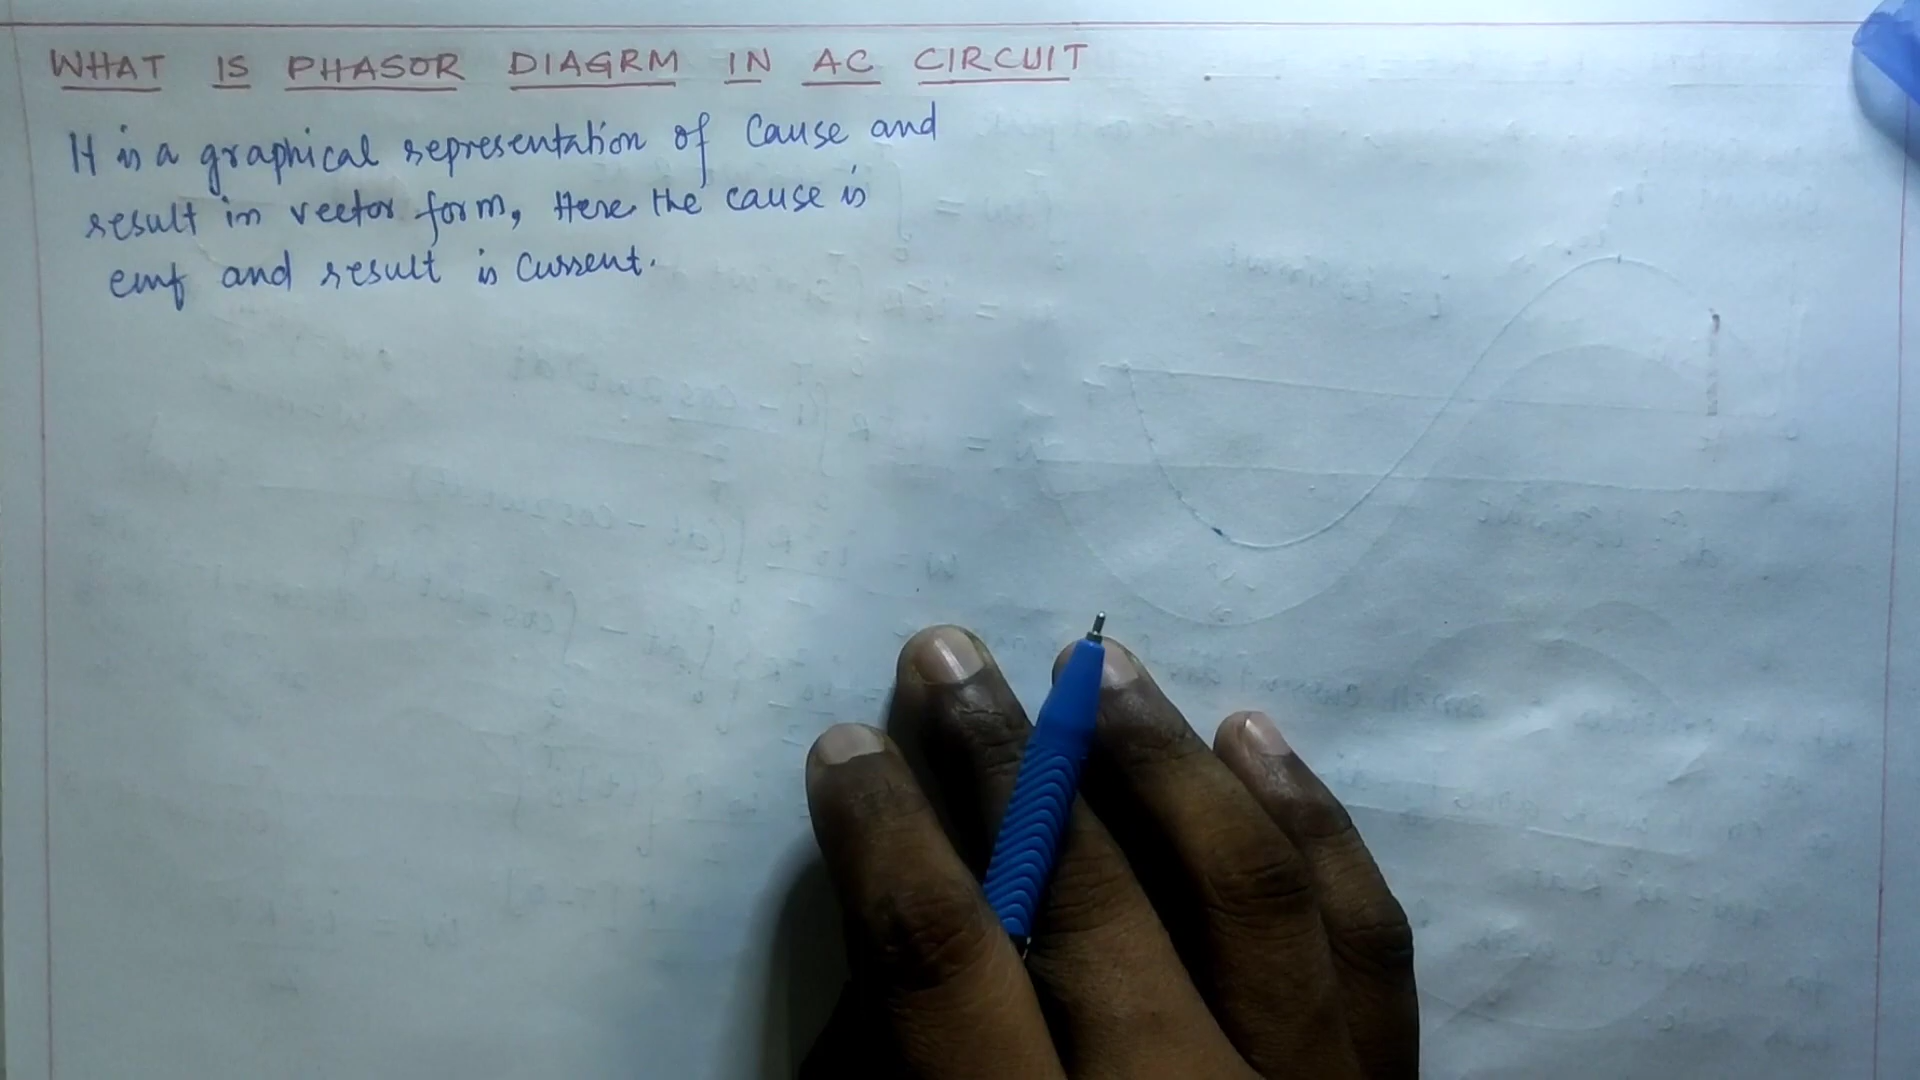 WHAT IS PHASOR DIAGRM IN AC CIRCUIT
It is a graphical representation of Cause and
result in vector form, Here the cause is
emf and result is Current.